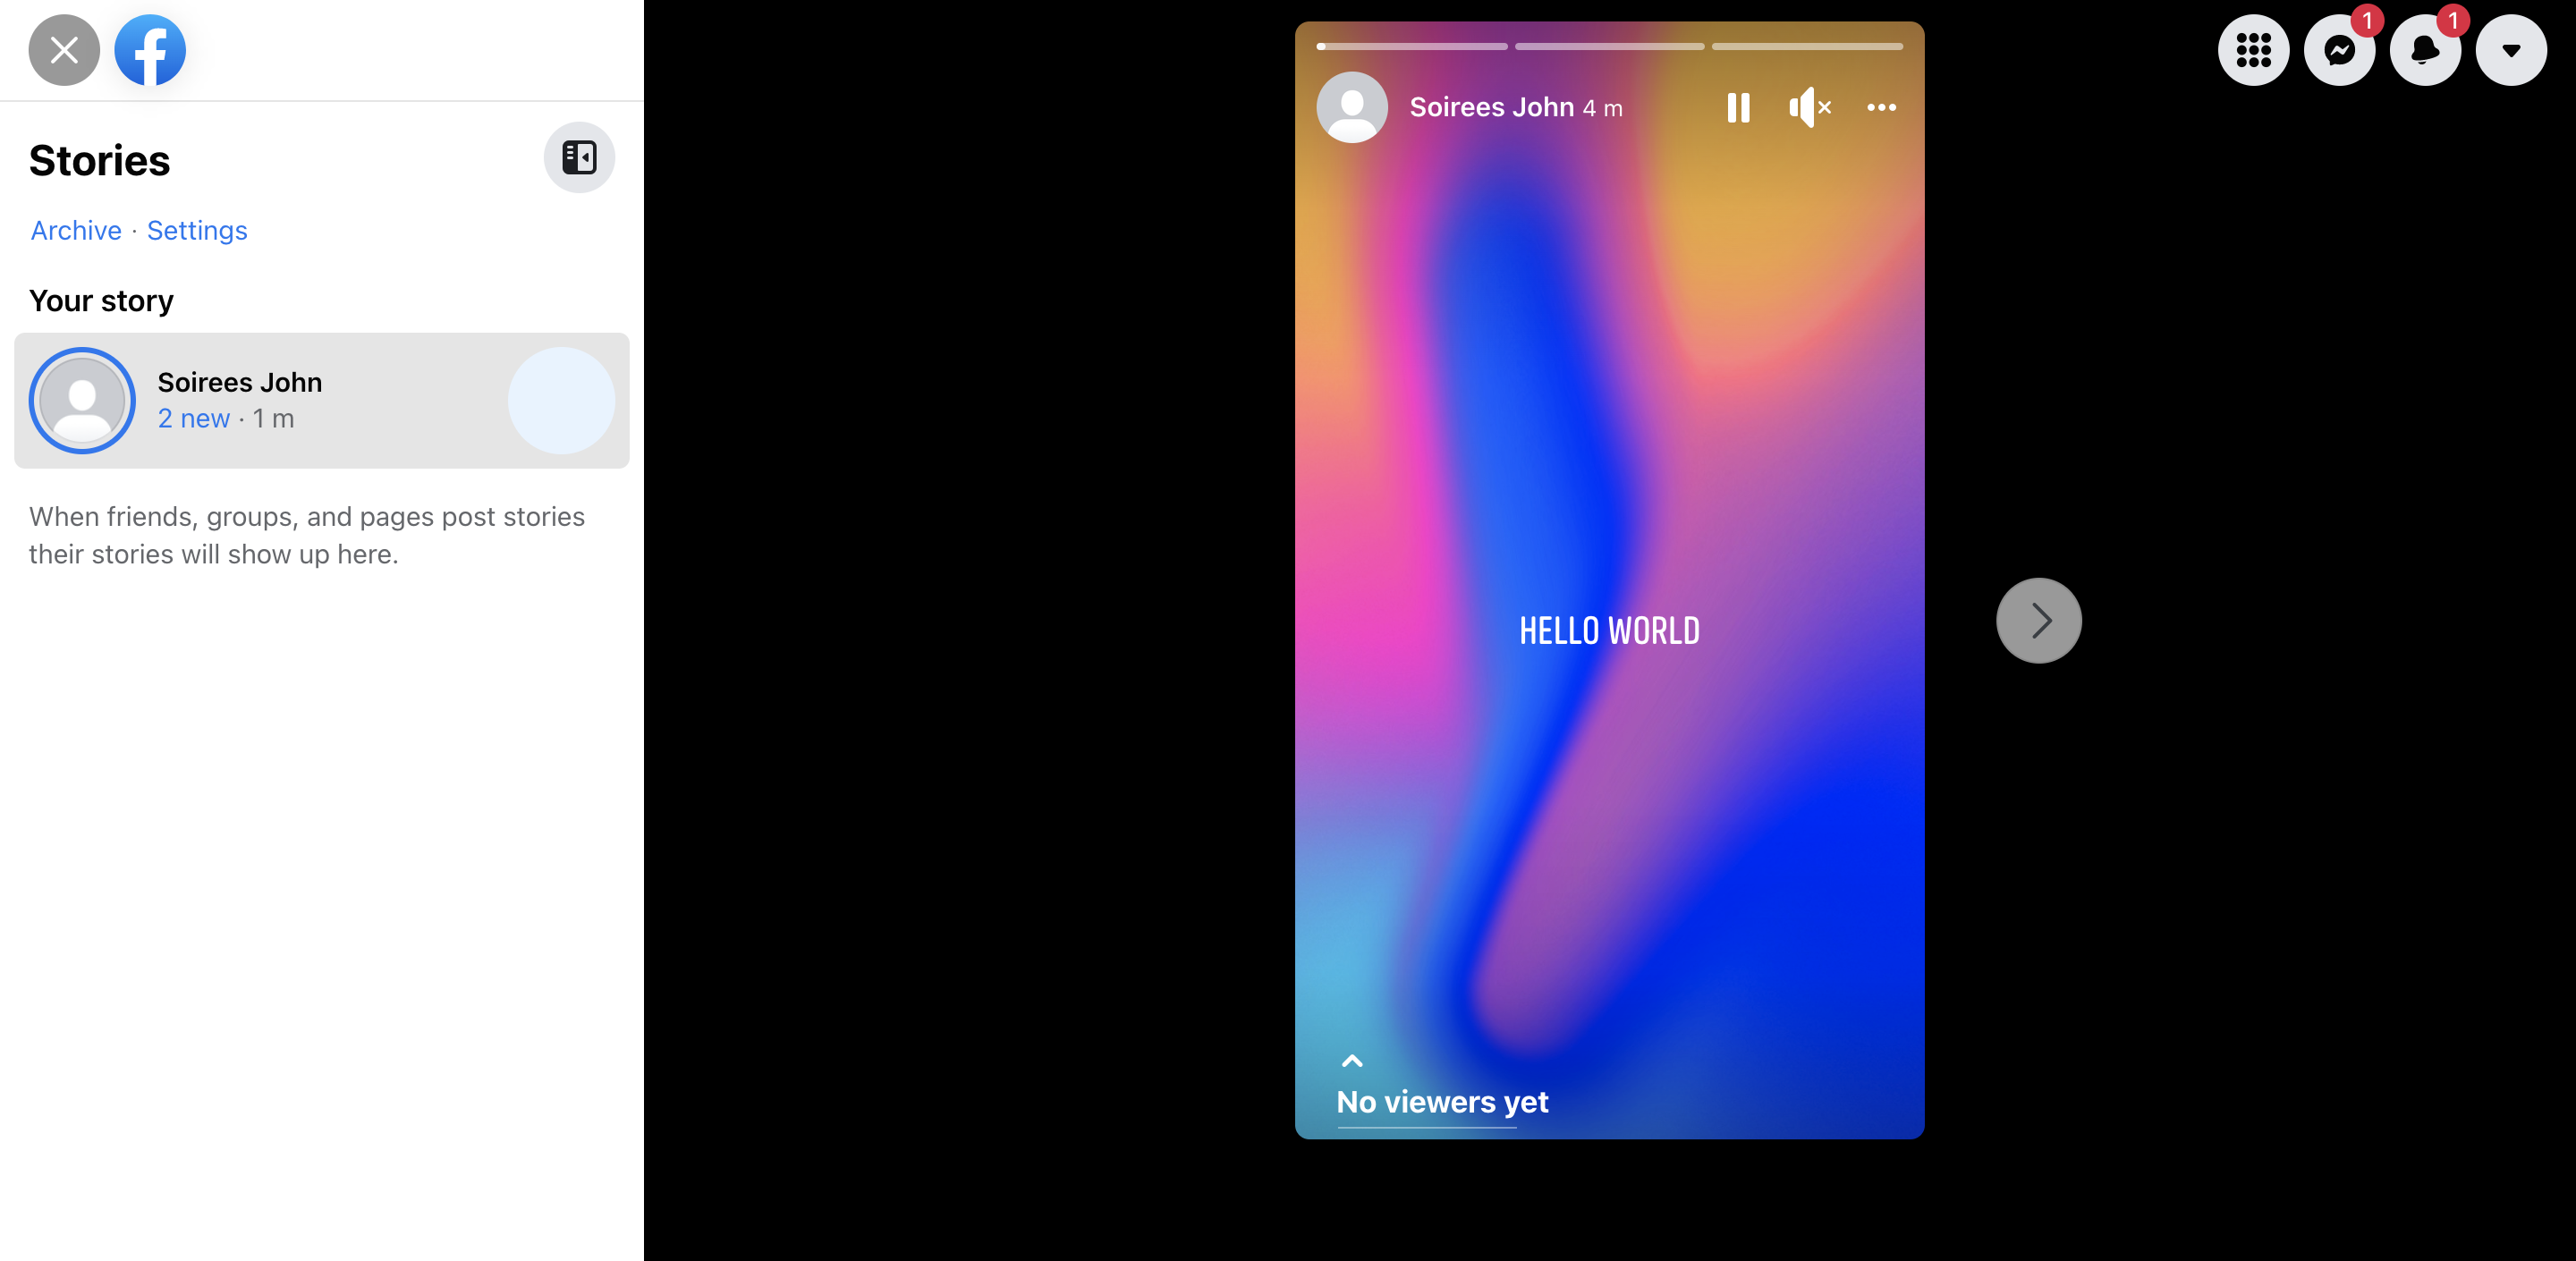 Stories
Archive · Settings
Your story
Soirees John
2 new · 1 m
When friends, groups, and pages post stories
their stories will show up here.
Soirees John 4 m
HELLO WORLD
No viewers yet
1
1